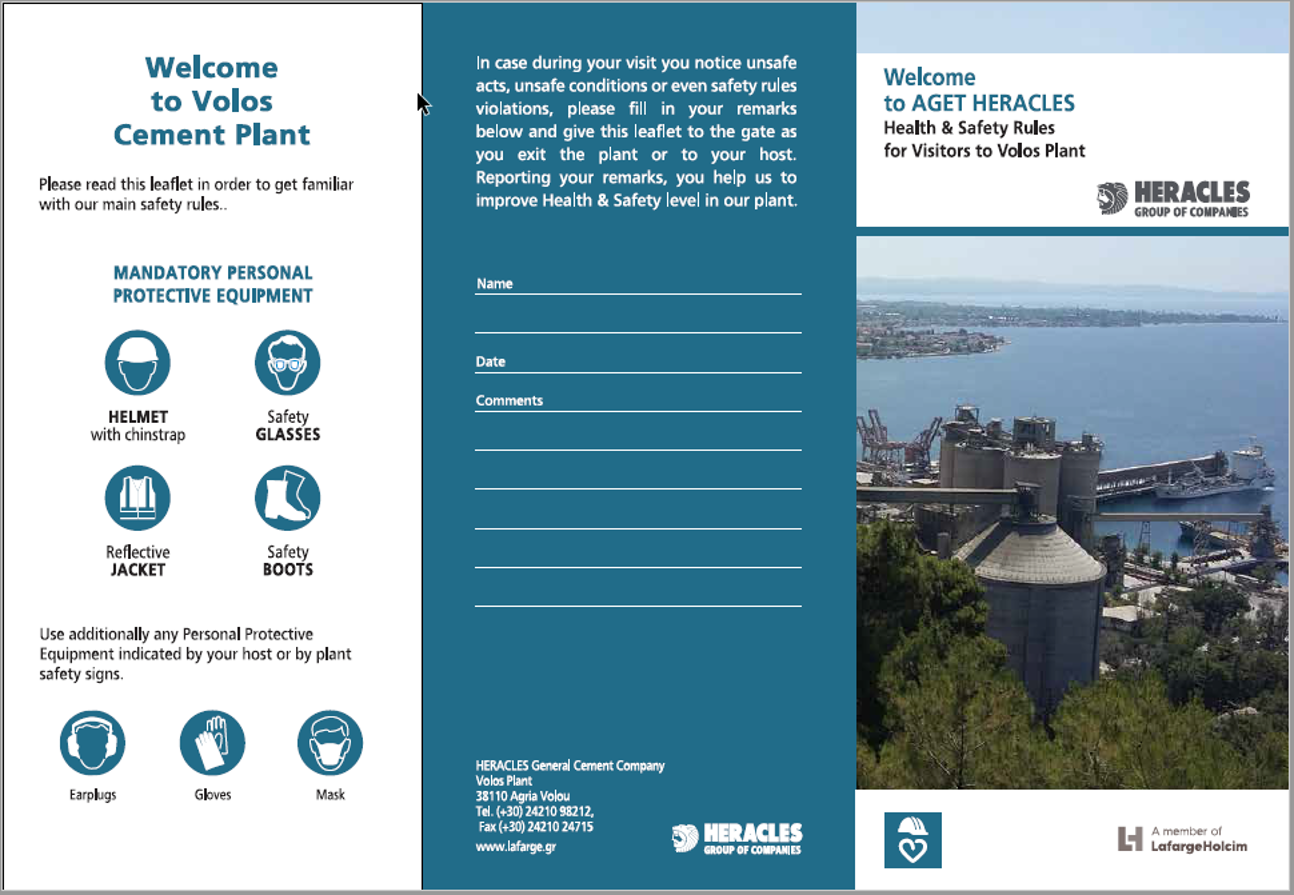 Welcome
to Volos
Cement Plant
Please read this leaflet in order to get familiar
with our main safety rules..
MANDATORY PERSONAL
PROTECTIVE EQUIPMENT
HELMET
with chinstrap
Safety
GLASSES
Reflective
JACKET
Safety
BOOTS
Use additionally any Personal Protective
Equipment indicated by your host or by plant
safety signs.
Earplugs
Gloves
Mask
In case during your visit you notice unsafe
acts, unsafe conditions or even safety rules
violations, please fill in your remarks
below and give this leaflet to the gate as
you exit the plant or to your host.
Reporting your remarks, you help us to
improve Health & Safety level in our plant.
Name
Date
Comments
HERACLES General Cement Company
Volos Plant
38110 Agria Volou
Tel. (+30) 24210 98212,
Fax (+30) 24210 24715
www.lafarge.gr
HERACLES
GROUP OF COMPANIES
Welcome
to AGET HERACLES
Health & Safety Rules
for Visitors to Volos Plant
HERACLES
GROUP OF COMPANIES
A member of
LafargeHolcim